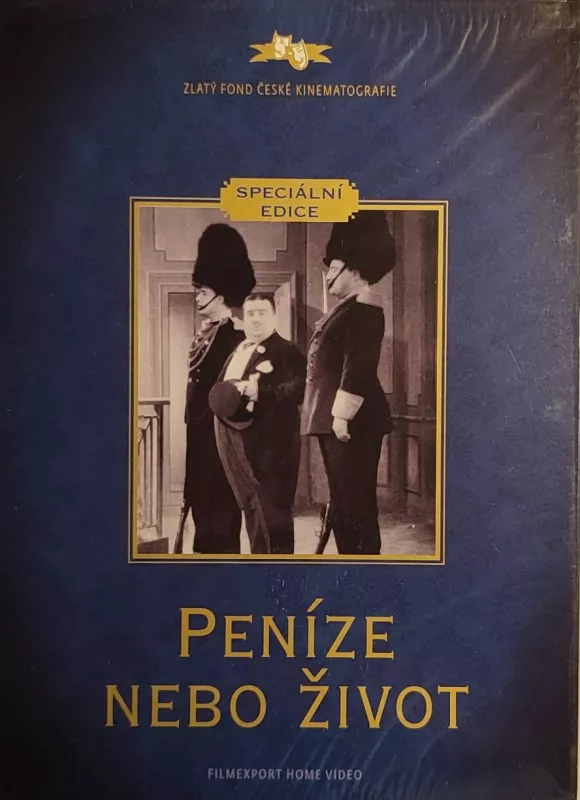 ZLATÝ FOND ČESKÉ KINEMATOGRAFIE
SPECIÁLNÍ
EDICE
PENÍZE
NEBO ŽIVOT
FILMEXPORT HOME VIDEO